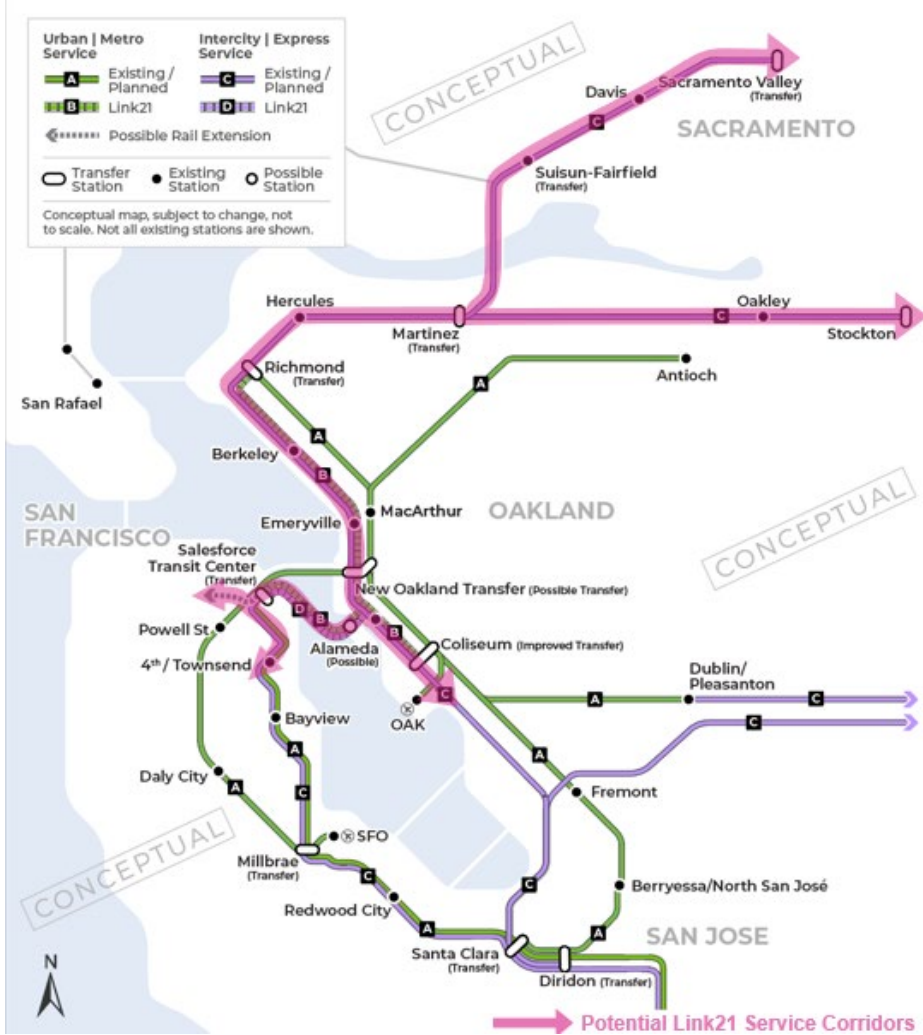 Urban | Metro
Service
Intercity | Express
Service
A Existing /
Planned
C Existing /
Planned
B Link21
D Link21
Possible Rail Extension
Transfer
Station
Existing
Station
Possible
Station
Conceptual map, subject to change, not
to scale. Not all existing stations are shown.
CONCEPTUAL
Davis
Sacramento Valley
(Transfer)
C
SACRAMENTO
Suisun-Fairfield
(Transfer)
Hercules
Martinez
(Transfer)
C
Oakley
Stockton
Richmond
(Transfer)
Antioch
A
San Rafael
A
Berkeley
B
CONCEPTUAL
SAN
FRANCISCO
Emeryville
MacArthur
OAKLAND
Salesforce
Transit Center
(Transfer)
New Oakland Transfer (Possible Transfer)
D
B
B
Powell St
Alameda
(Possible)
Coliseum (Improved Transfer)
4th / Townsend
C
Dublin/
Pleasanton
A
C
OAK
Bayview
C
A
A
Daly City
A
C
Fremont
SFO
Millbrae
(Transfer)
CONCEPTUAL
C
C
Berryessa/North San José
Redwood City
A
A
SAN JOSE
Santa Clara
(Transfer)
Diridon (Transfer)
N
Potential Link21 Service Corridors